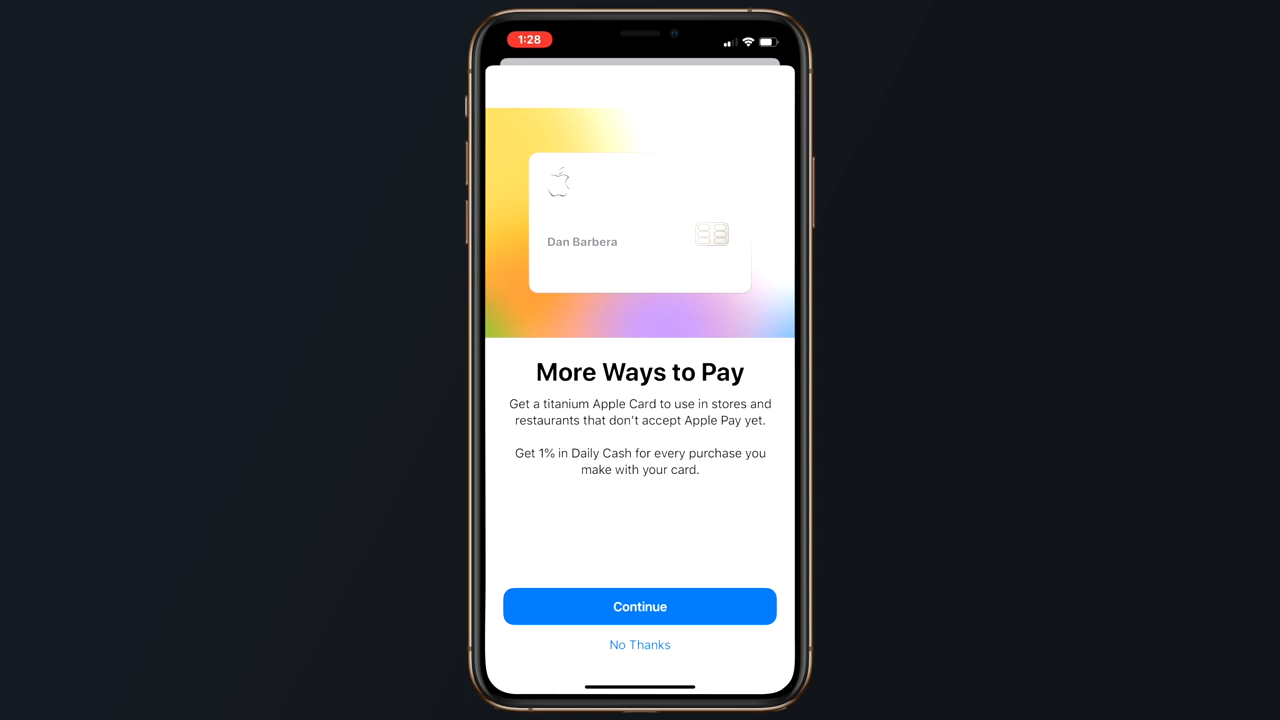 1:28
Dan Barbera
More Ways to Pay
Get a titanium Apple Card to use in stores and
restaurants that don't accept Apple Pay yet.
Get 1% in Daily Cash for every purchase you
make with your card.
Continue
No Thanks